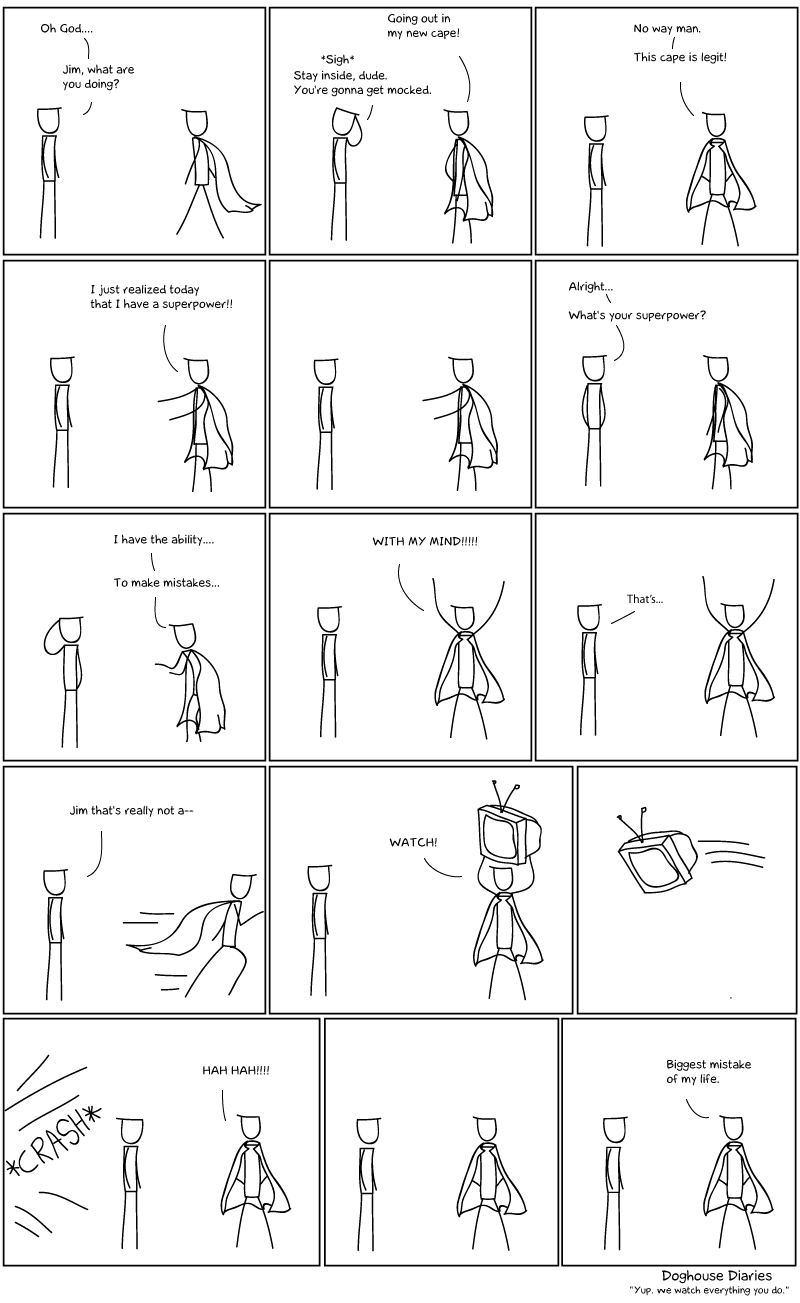 Oh God....
Jim, what are
you doing?
Going out in
my new cape!
*Sigh*
Stay inside, dude.
You're gonna get mocked.
No way man.
This cape is legit!
I just realized today
that I have a superpower!!
Alright...
What's your superpower?
I have the ability....
To make mistakes...
WITH MY MIND!!!!!
That's...
Jim that's really not a--
WATCH!
*CRASH*
HAH HAH!!!!
Biggest mistake
of my life.
Doghouse Diaries
"Yup. we watch everything you do."